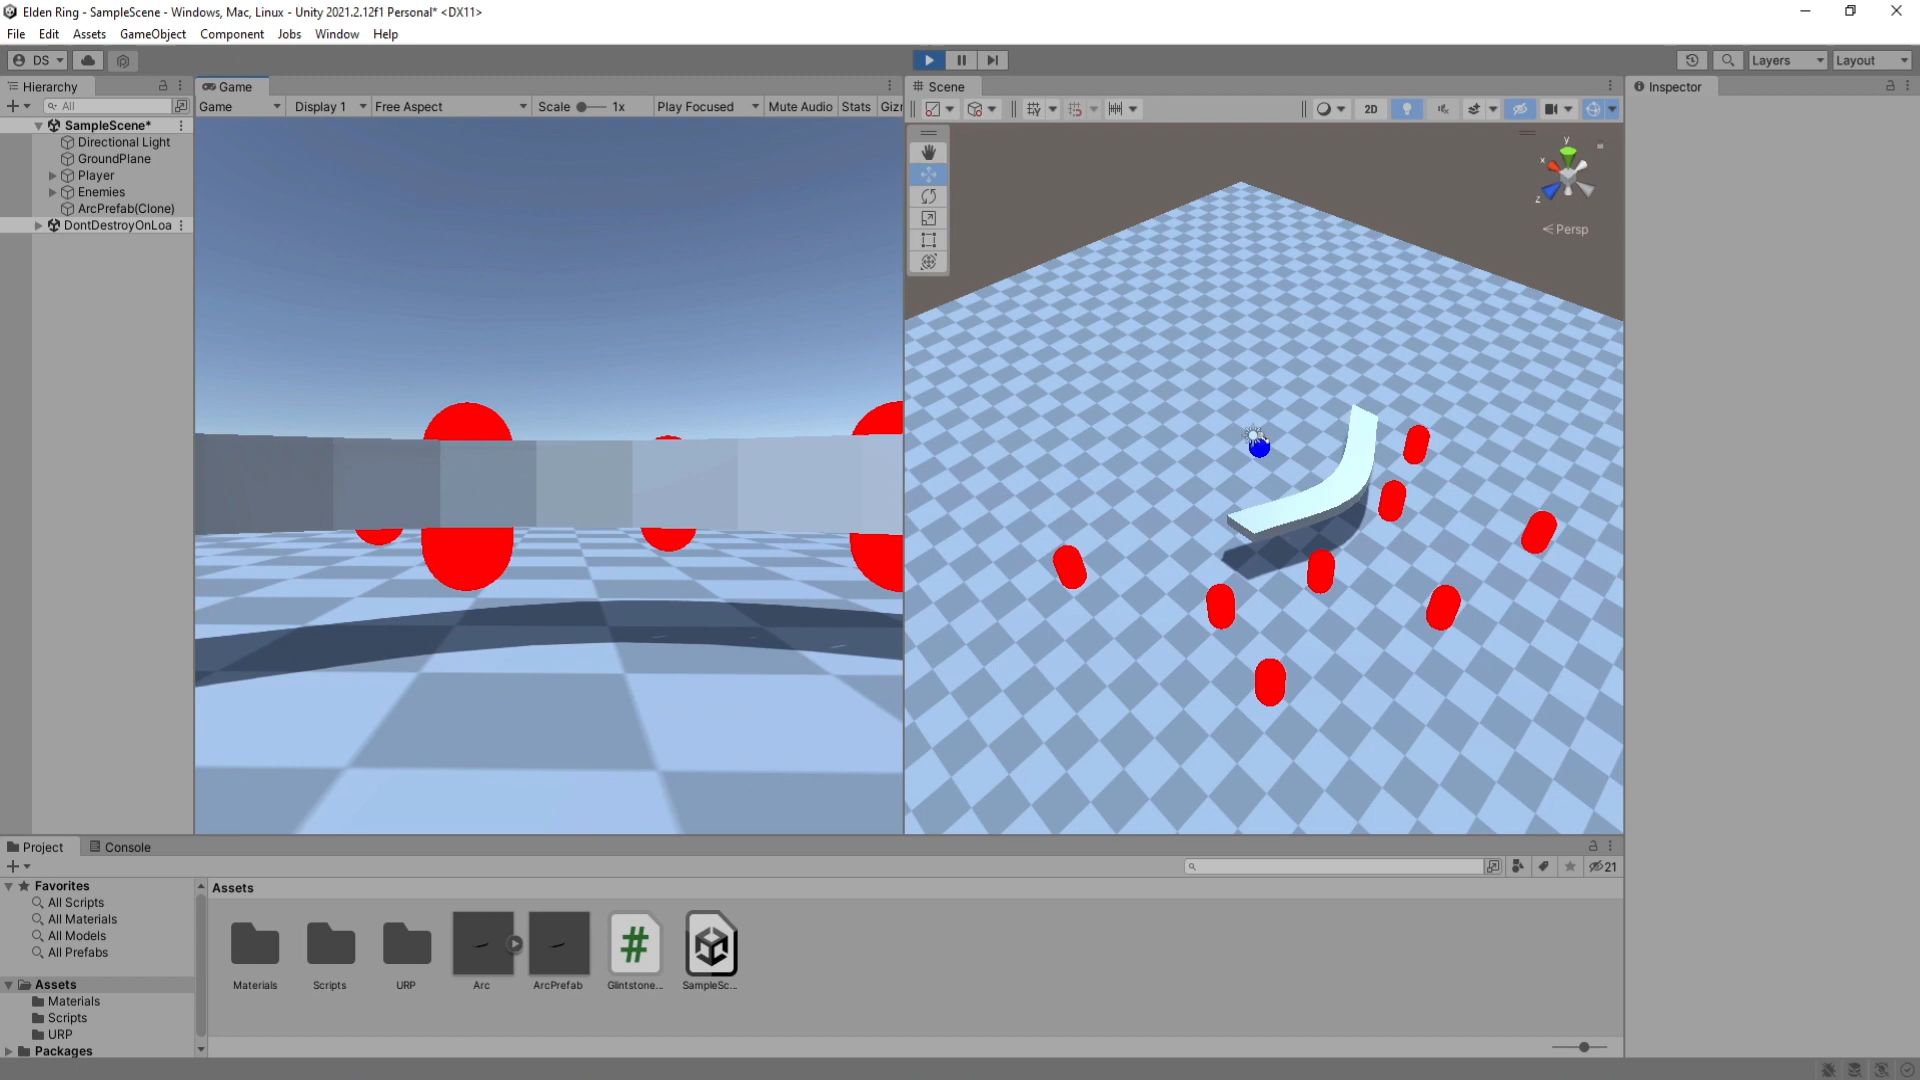 Elden Ring - SampleScene - Windows, Mac, Linux - Unity 2021.2.12f1 Personal* <DX11>
File Edit Assets GameObject Component Jobs Window Help
DS Layers Layout
Hierarchy Game Scene Inspector
All Game Display 1 Free Aspect Scale 1x Play Focused Mute Audio Stats Giz 2D
SampleScene*
Directional Light
GroundPlane
Player
Enemies
ArcPrefab(Clone)
DontDestroyOnLoa
y
x
z
Persp
Project Console
21
Favorites
All Scripts
All Materials
All Models
All Prefabs
Assets
Materials
Scripts
URP
Packages
Assets
#
Materials Scripts URP Arc ArcPrefab Glintstone... SampleSc...